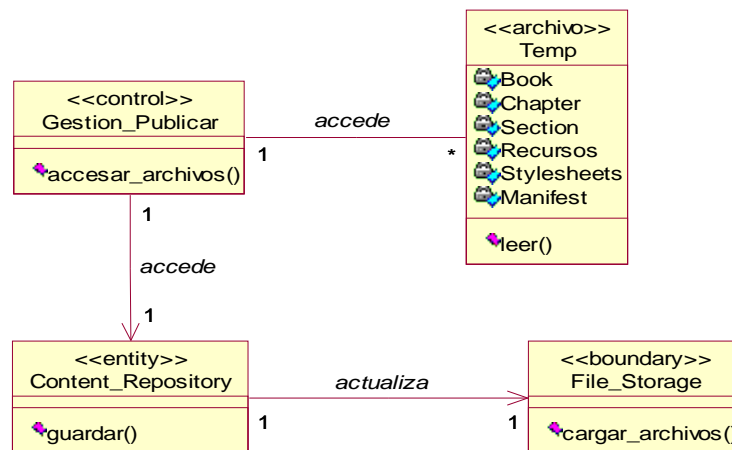 <<archivo>>
Temp
Book
Chapter
Section
Recursos
Stylesheets
Manifest
leer()
<<control>>
Gestion_Publicar
accesar_archivos()
accede
1
*
1
accede
1
<<entity>>
Content_Repository
guardar()
actualiza
1
1
<<boundary>>
File_Storage
cargar_archivos()